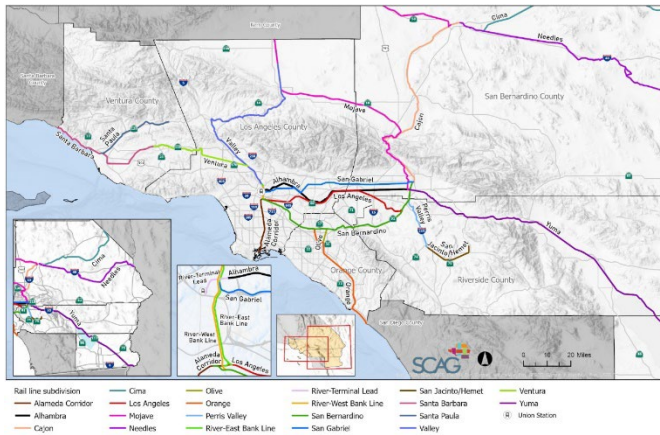 Kern County
Cima
Needles
Santa Barbara County
Ventura County
Los Angeles County
San Bernardino County
Mojave
Cajon
Santa Paula
Santa Barbara
Ventura
Valley
Alhambra
San Gabriel
Los Angeles
Perris Valley
Yuma
Alameda Corridor
San Bernardino
Olive
San Jacinto/Hemet
Orange County
Riverside County
Orange
San Diego County
Cima
Needles
Yuma
River-Terminal Lead
Alhambra
San Gabriel
River-East Bank Line
River-West Bank Line
Alameda Corridor
Los Angeles
SCAG
0 5 10 20 Miles
Rail line subdivision
Alameda Corridor
Alhambra
Cajon
Cima
Los Angeles
Mojave
Needles
Olive
Orange
Perris Valley
River-East Bank Line
River-Terminal Lead
River-West Bank Line
San Bernardino
San Gabriel
San Jacinto/Hemet
Santa Barbara
Santa Paula
Valley
Ventura
Yuma
Union Station